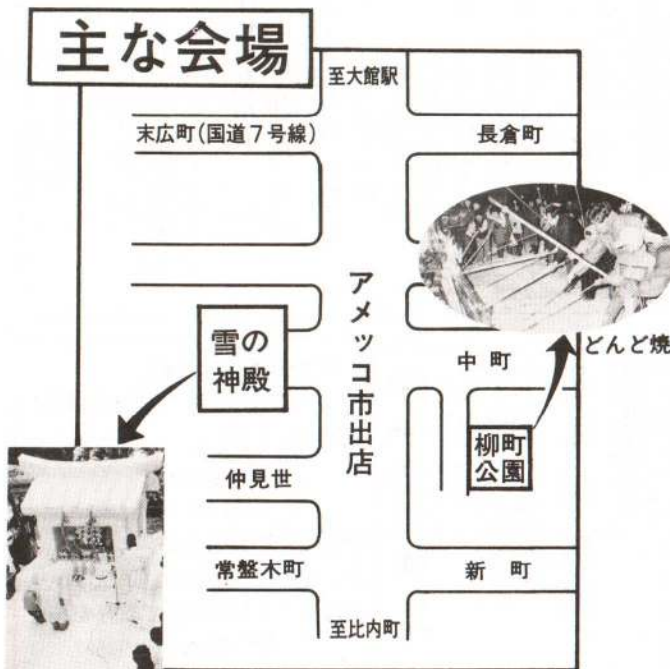 主な会場
至大館駅
末広町(国道7号線)
長倉町
アメッコ市出店
雪の
神殿
どんど焼
中町
柳町
公園
仲見世
常盤木町
新町
至比内町